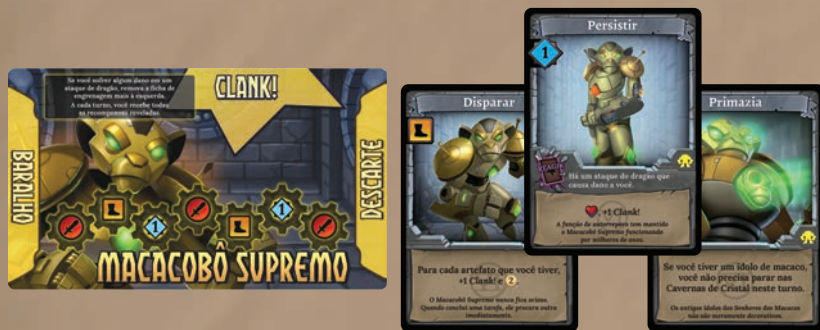 Se você sofrer algum dano em um
ataque de dragão, remova a ficha de
engrenagem mais à esquerda.
A cada turno, você recebe todas
as recompensas reveladas.
CLANK!
BARALHO
DESCARTE
1
1
MACACOBÔ SUPREMO
Disparar
Para cada artefato que você tiver,
+1 Clank! e 2.
O Macacobô Supremo nunca fica ocioso.
Quando conclui uma tarefa, ele procura outra
imediatamente.
Persistir
1
REAGIR
Há um ataque do dragão que
causa dano a você.
, +1 Clank!
A função de autorreparo tem mantido
o Macacobô Supremo funcionando
por milhares de anos.
Primazia
Se você tiver um ídolo de macaco,
você não precisa parar nas
Cavernas de Cristal neste turno.
Os antigos ídolos dos Senhores dos Macacos
não são meramente decorativos.